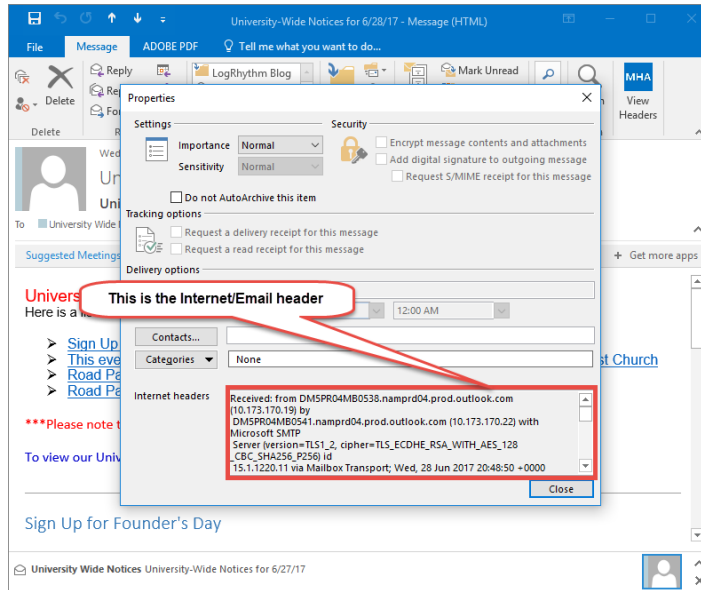 University-Wide Notices for 6/28/17 - Message (HTML)
File Message ADOBE PDF Tell me what you want to do...
Delete
Reply
LogRhythm Blog
Mark Unread
MHA
View
Headers
Delete
Properties
Settings
Security
Importance Normal
Sensitivity Normal
Encrypt message contents and attachments
Add digital signature to outgoing message
Request S/MIME receipt for this message
Do not AutoArchive this item
Tracking options
Request a delivery receipt for this message
Request a read receipt for this message
Delivery options
12:00 AM
This is the Internet/Email header
Contacts...
Categories None
Internet headers
Received: from DM5PR04MB0538.namprd04.prod.outlook.com
(10.173.170.19) by
DM5PR04MB0541.namprd04.prod.outlook.com (10.173.170.22) with
Microsoft SMTP
Server (version=TLS1_2, cipher=TLS_ECDHE_RSA_WITH_AES_128
_CBC_SHA256_P256) id
15.1.1220.11 via Mailbox Transport; Wed, 28 Jun 2017 20:48:50 +0000
Close
Wed
Uni
To University Wide
Suggested Meetings
+ Get more apps
Univers
Here is a
Sign Up
This eve
st Church
Road Pa
Road Pa
***Please note t
To view our Univ
Sign Up for Founder's Day
University Wide Notices University-Wide Notices for 6/27/17